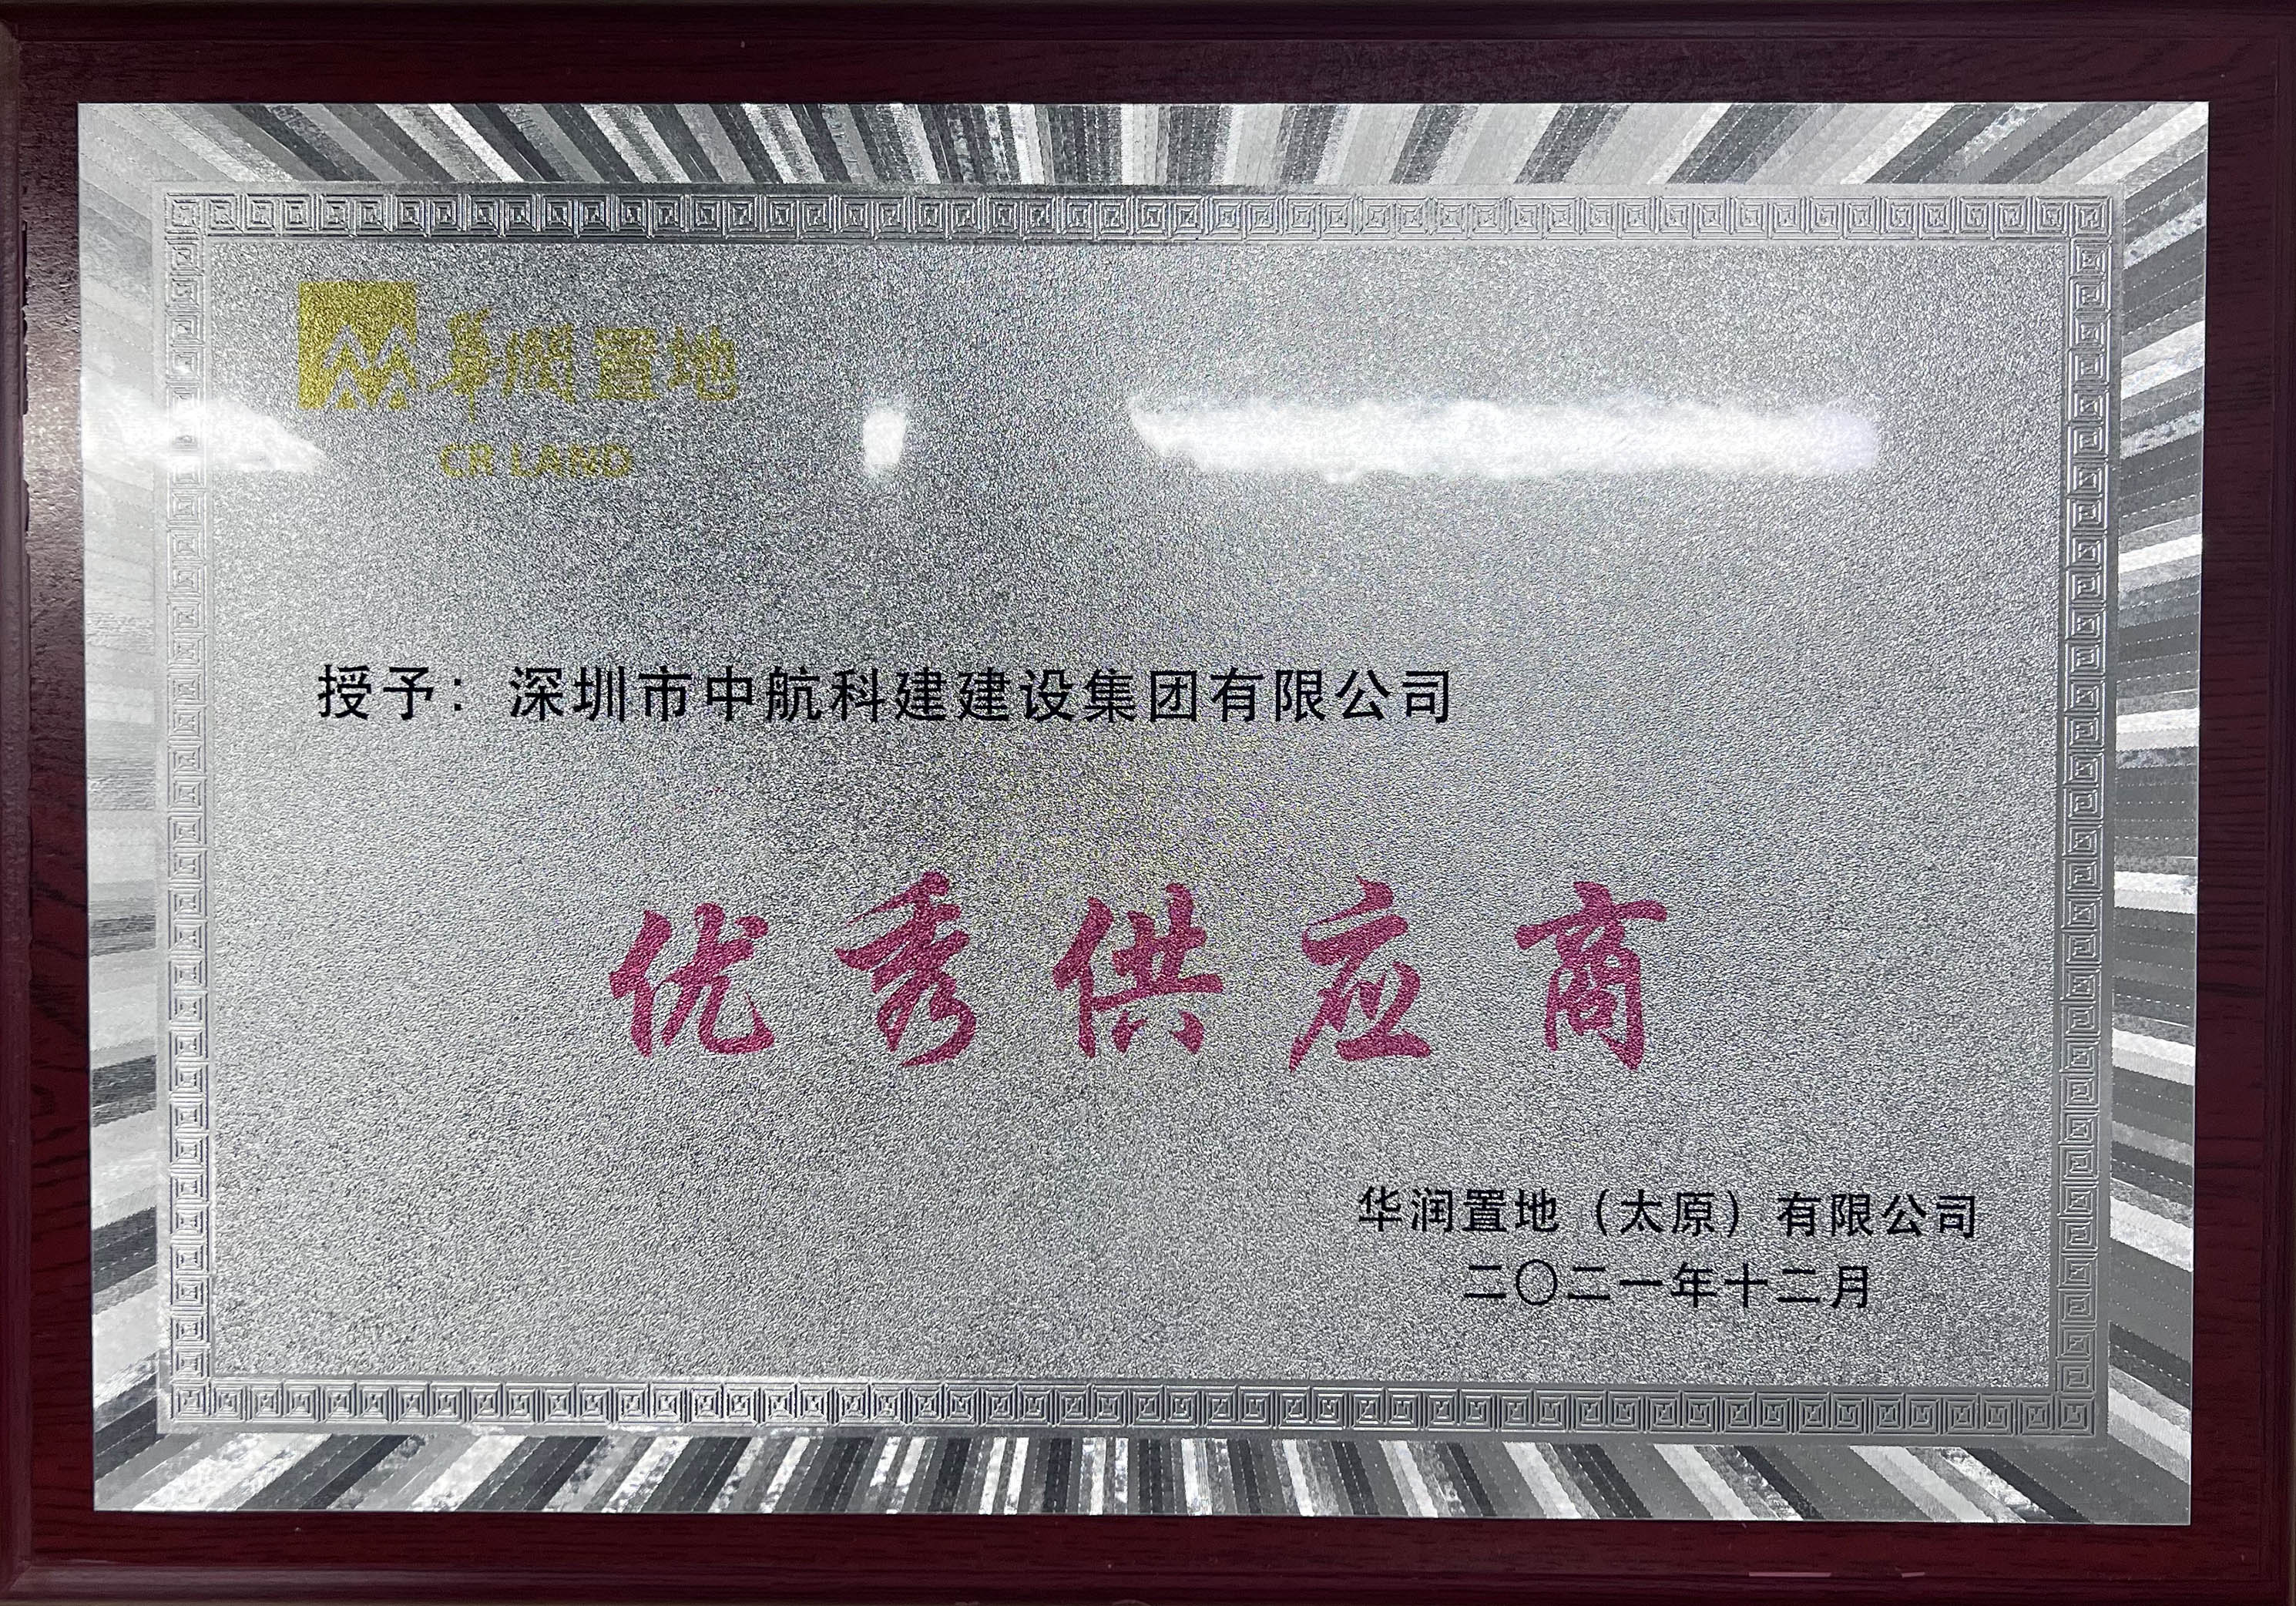 華潤置地
CR LAND
授予：深圳市中航科建建设集团有限公司
优秀供应商
华润置地（太原）有限公司
二〇二一年十二月